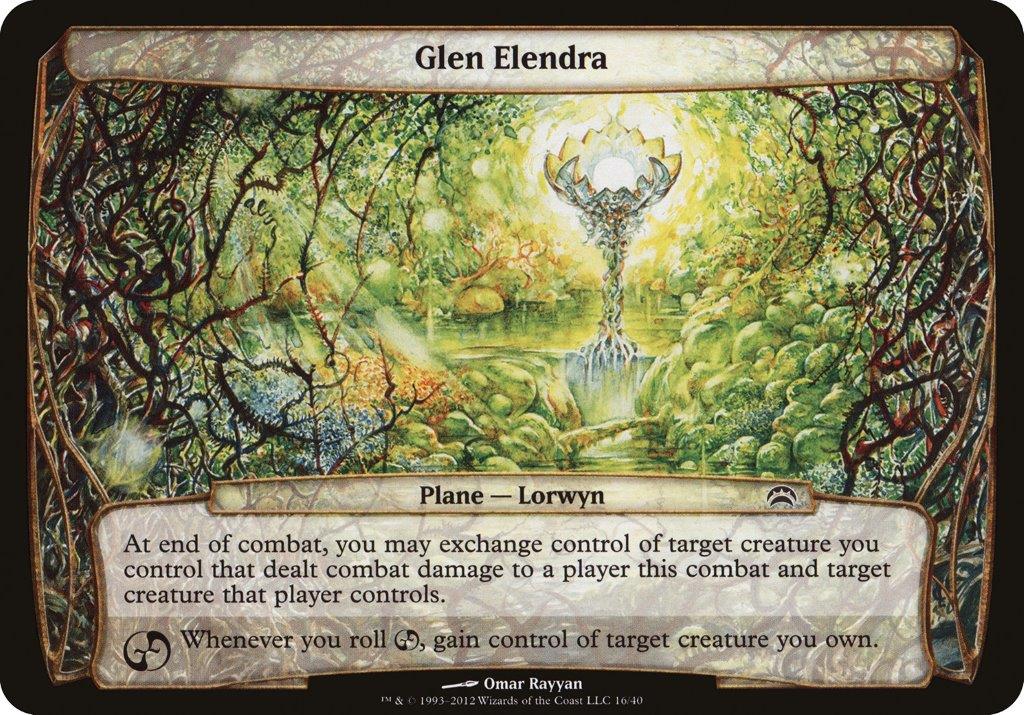 Glen Elendra
Plane — Lorwyn
At end of combat, you may exchange control of target creature you
control that dealt combat damage to a player this combat and target
creature that player controls.
Whenever you roll , gain control of target creature you own.
Omar Rayyan
™ & © 1993–2012 Wizards of the Coast LLC 16/40